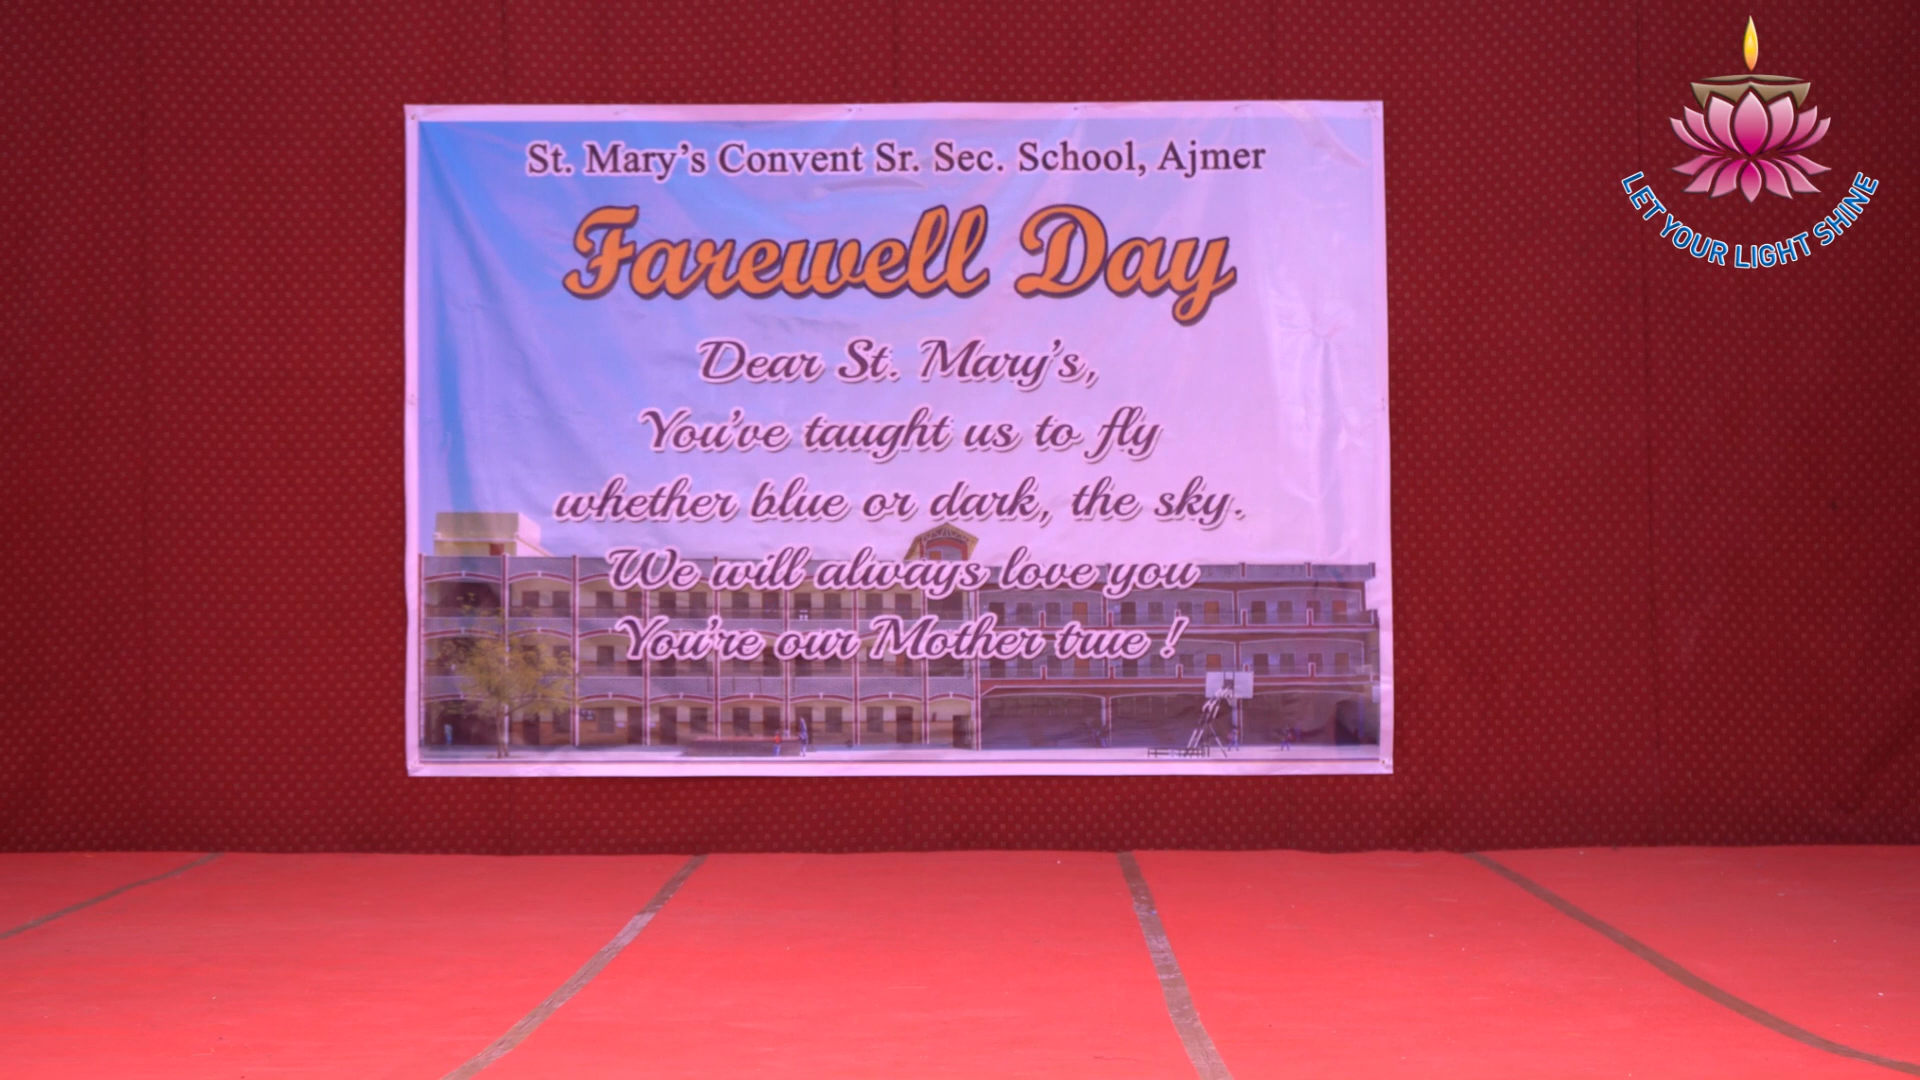 St. Mary's Convent Sr. Sec. School, Ajmer
Farewell Day
Dear St. Mary's,
You've taught us to fly
whether blue or dark, the sky.
We will always love you
You're our Mother true !
LET YOUR LIGHT SHINE